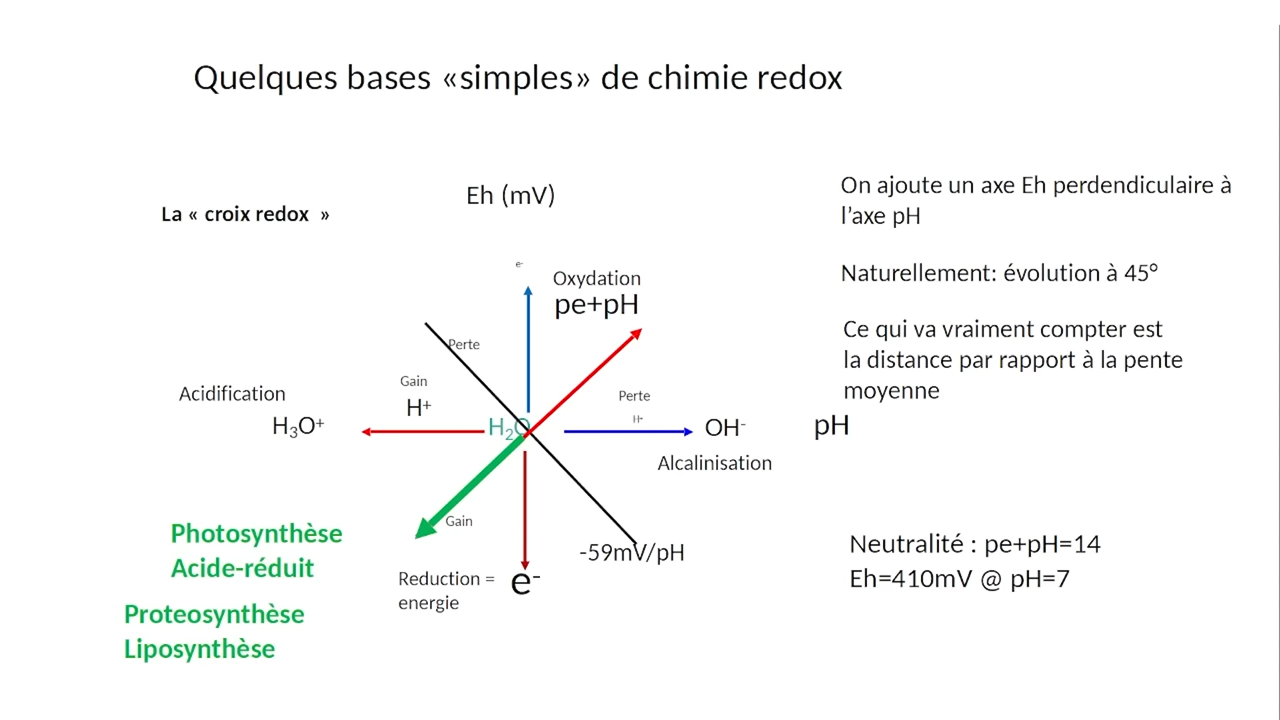 Quelques bases «simples» de chimie redox
La « croix redox »
Eh (mV)
On ajoute un axe Eh perdendiculaire à
l'axe pH
Naturellement: évolution à 45°
Ce qui va vraiment compter est
la distance par rapport à la pente
moyenne
e-
Oxydation
pe+pH
Perte
Gain
H+
Perte
H+
Acidification
H3O+
H2O
OH-
pH
Alcalinisation
Gain
-59mV/pH
Reduction =
energie
e-
Photosynthèse
Acide-réduit
Proteosynthèse
Liposynthèse
Neutralité : pe+pH=14
Eh=410mV @ pH=7